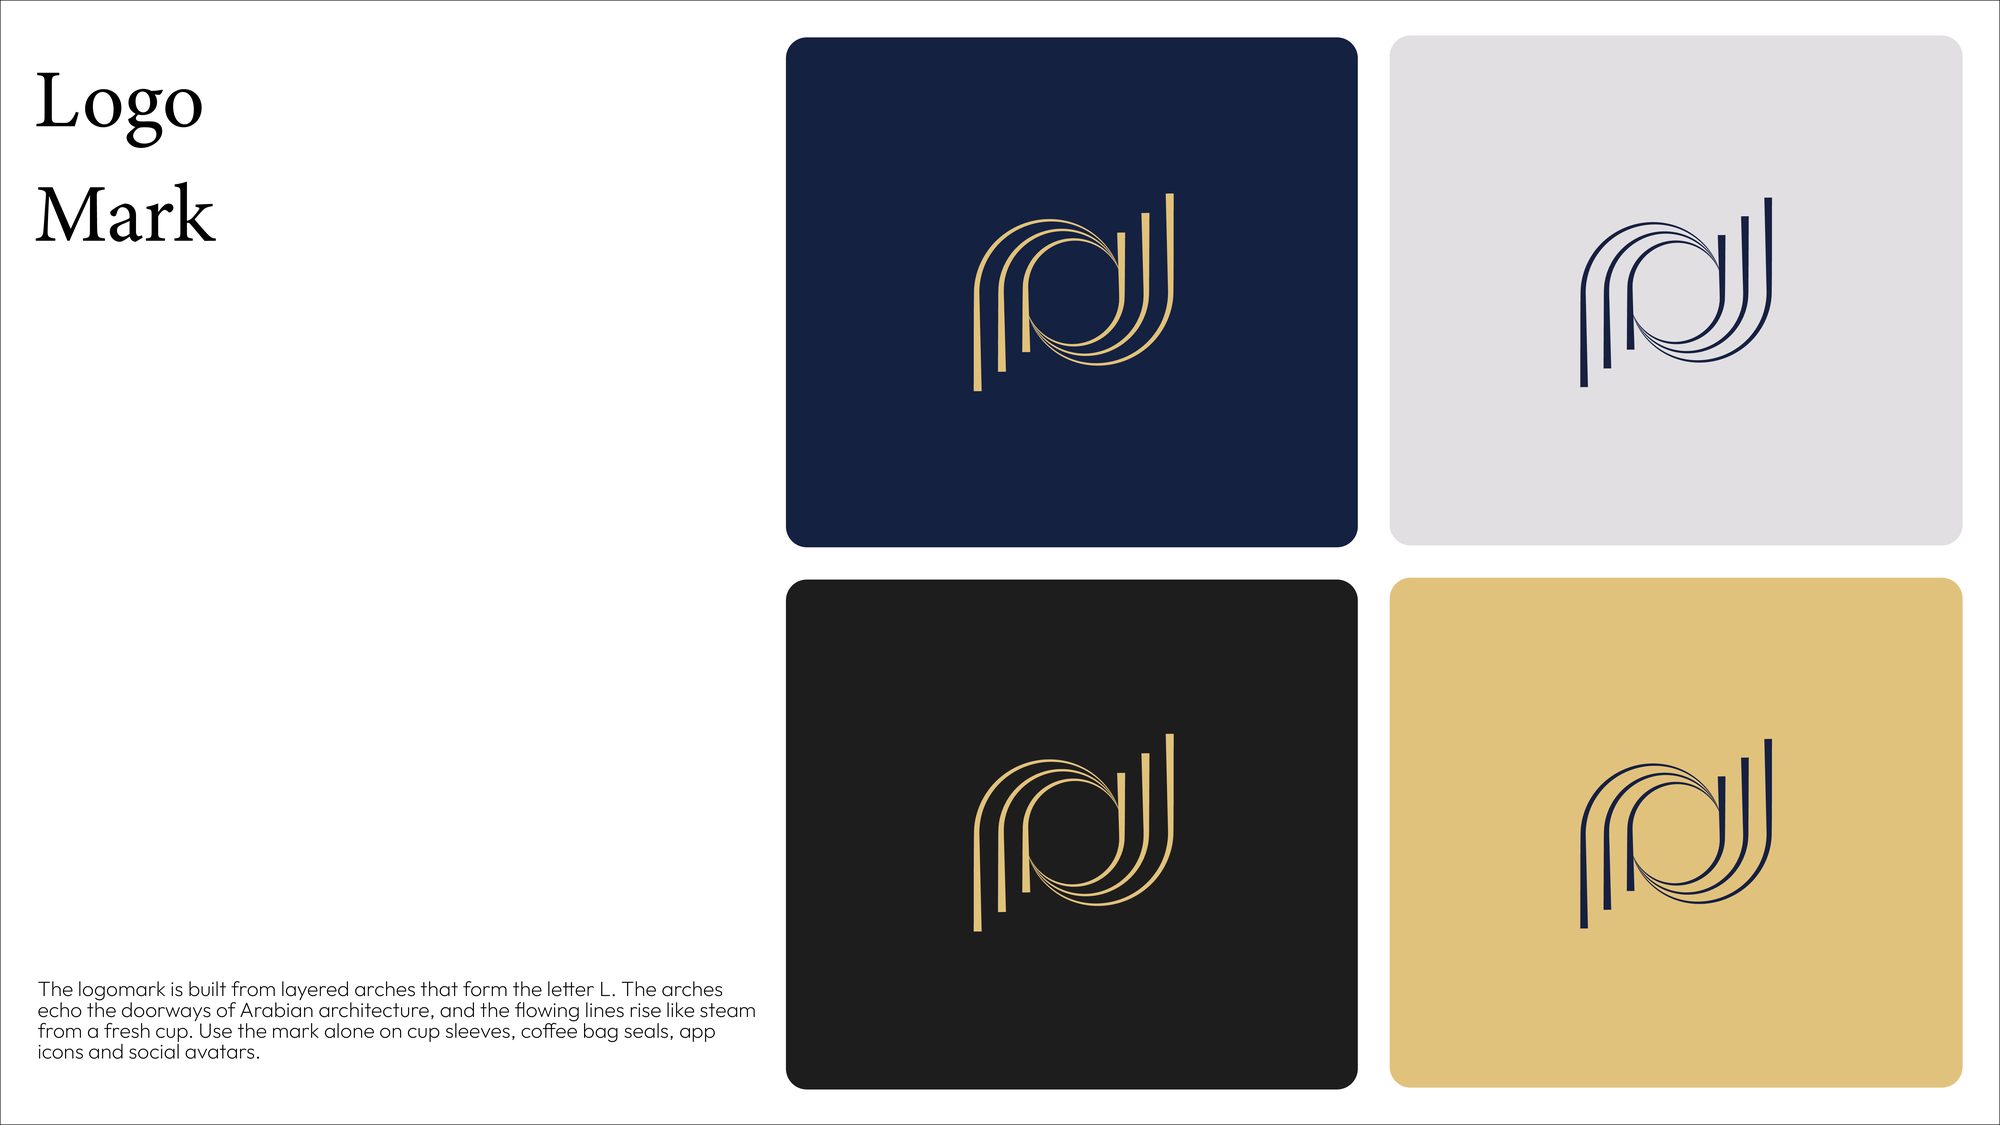 Logo
Mark
The logomark is built from layered arches that form the letter L. The arches
echo the doorways of Arabian architecture, and the flowing lines rise like steam
from a fresh cup. Use the mark alone on cup sleeves, coffee bag seals, app
icons and social avatars.